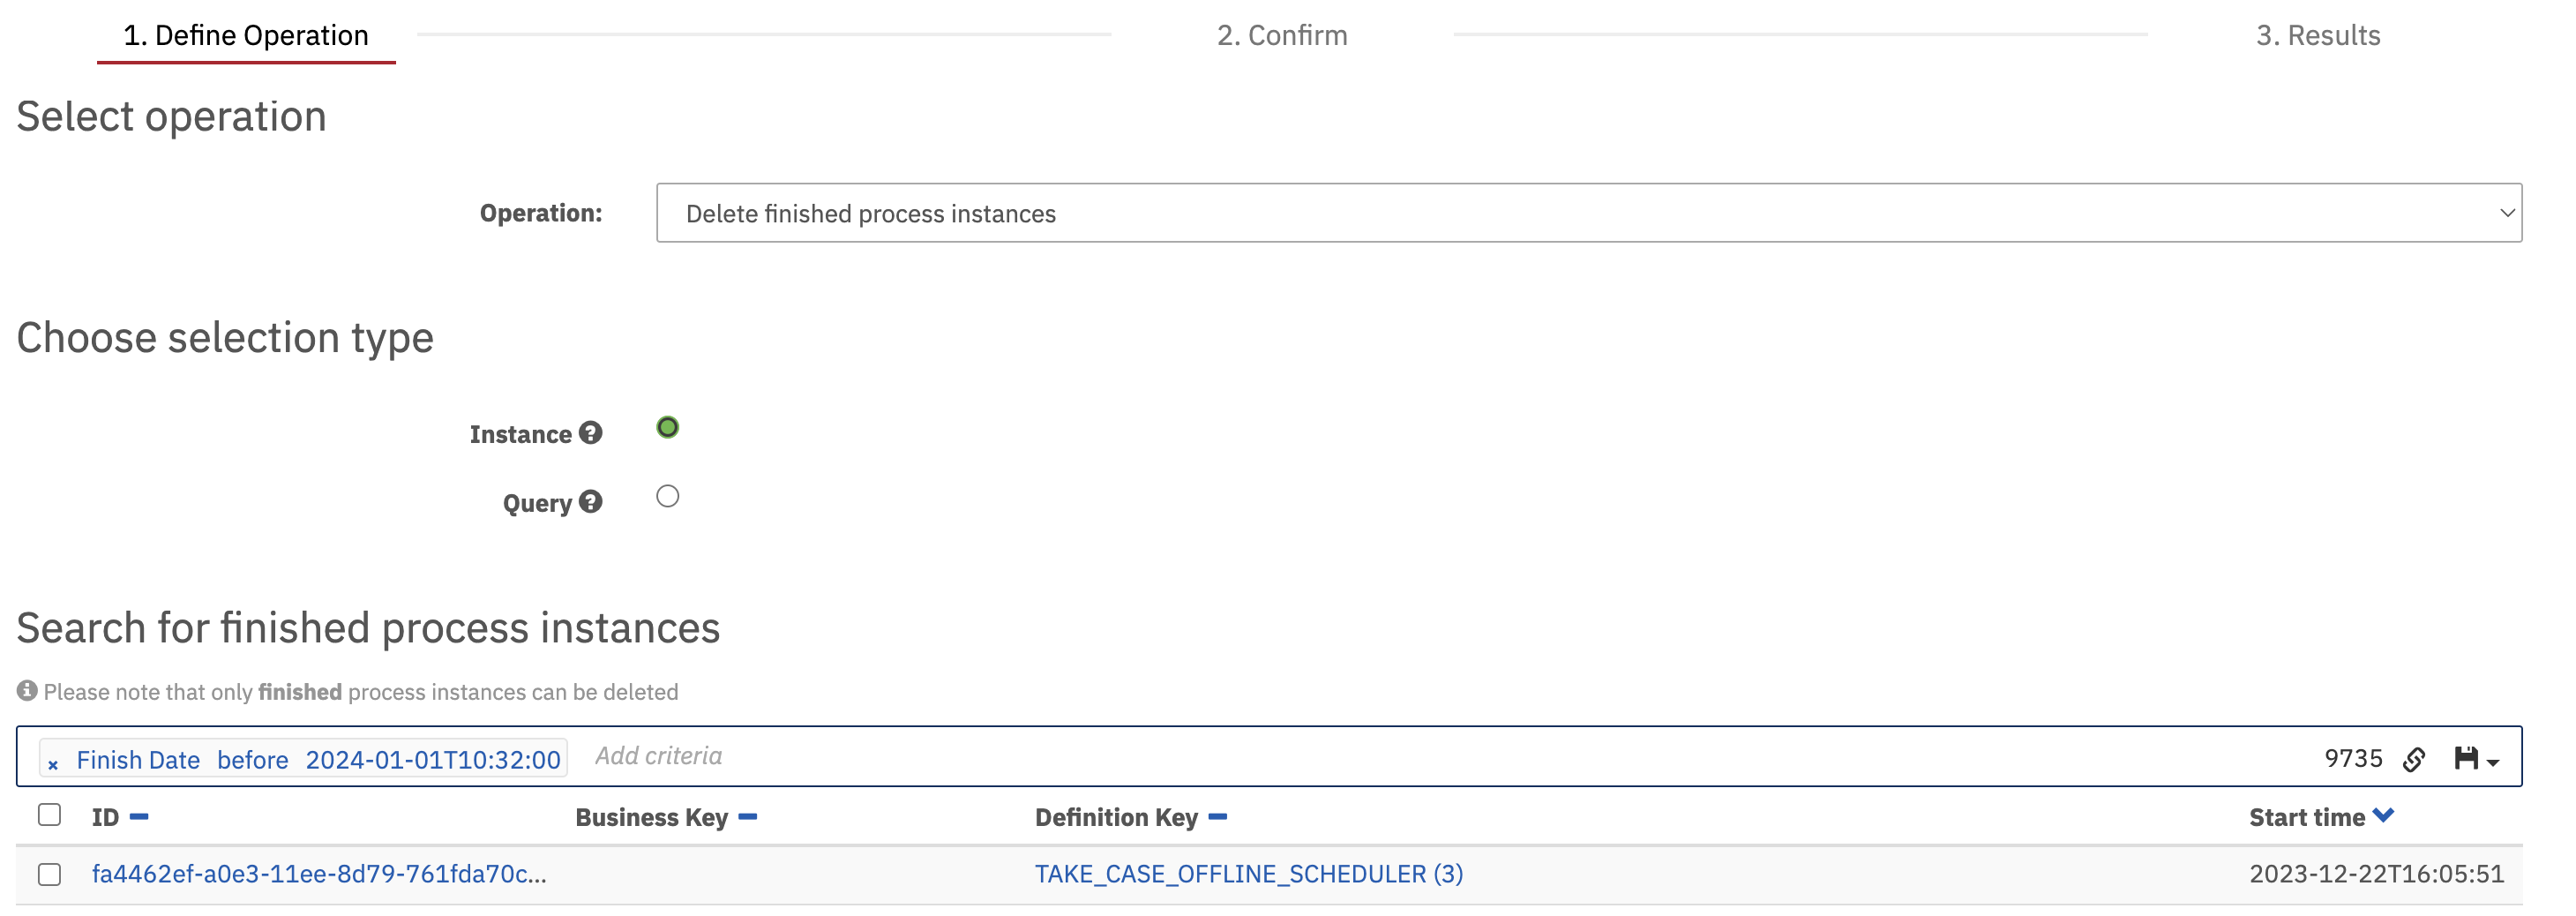 1. Define Operation
2. Confirm
3. Results
Select operation
Operation:
Delete finished process instances
Choose selection type
Instance
Query
Search for finished process instances
Please note that only finished process instances can be deleted
× Finish Date before 2024-01-01T10:32:00 Add criteria 9735
ID Business Key Definition Key Start time
fa4462ef-a0e3-11ee-8d79-761fda70c... TAKE_CASE_OFFLINE_SCHEDULER (3) 2023-12-22T16:05:51